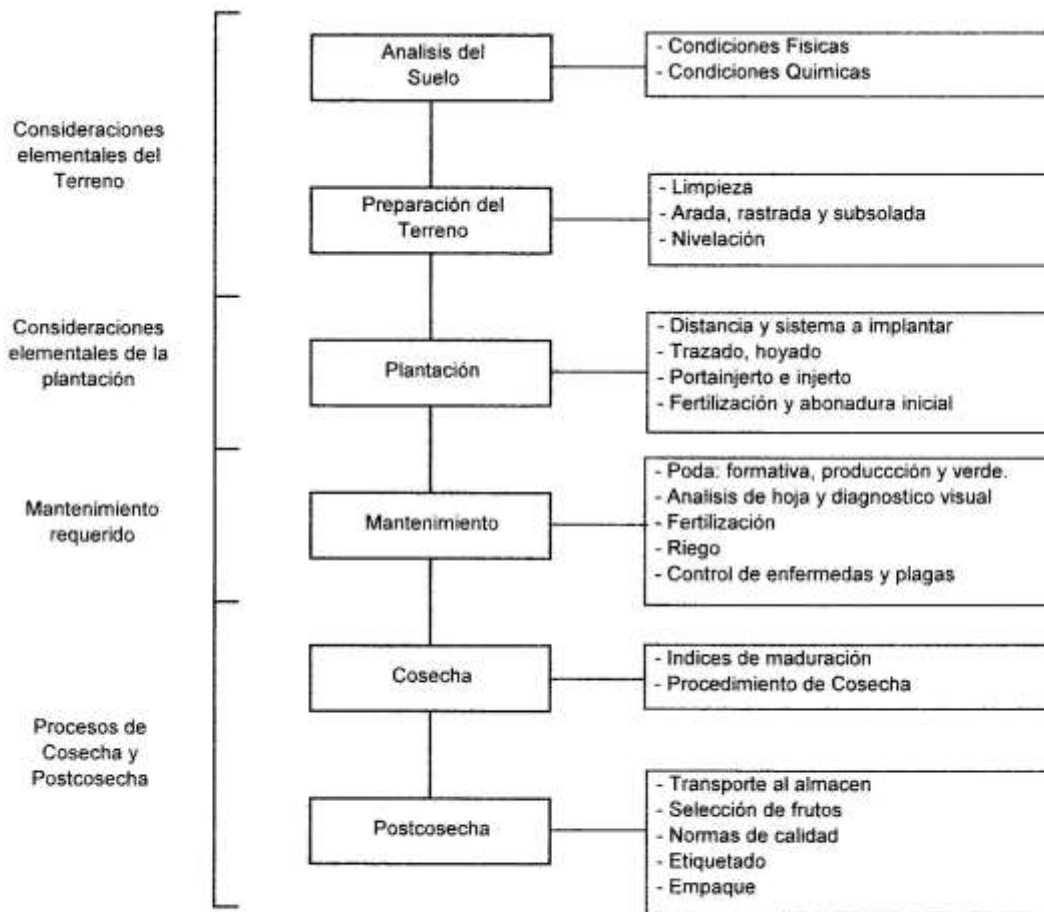 Analisis del
Suelo
- Condiciones Fisicas
- Condiciones Quimicas
Consideraciones
elementales del
Terreno
Preparación del
Terreno
- Limpieza
- Arada, rastrada y subsolada
- Nivelación
Consideraciones
elementales de la
plantación
Plantación
- Distancia y sistema a implantar
- Trazado, hoyado
- Portainjerto e injerto
- Fertilización y abonadura inicial
Mantenimiento
requerido
Mantenimiento
- Poda: formativa, produccción y verde.
- Analisis de hoja y diagnostico visual
- Fertilización
- Riego
- Control de enfermedas y plagas
Cosecha
- Indices de maduración
- Procedimiento de Cosecha
Procesos de
Cosecha y
Postcosecha
Postcosecha
- Transporte al almacen
- Selección de frutos
- Normas de calidad
- Etiquetado
- Empaque